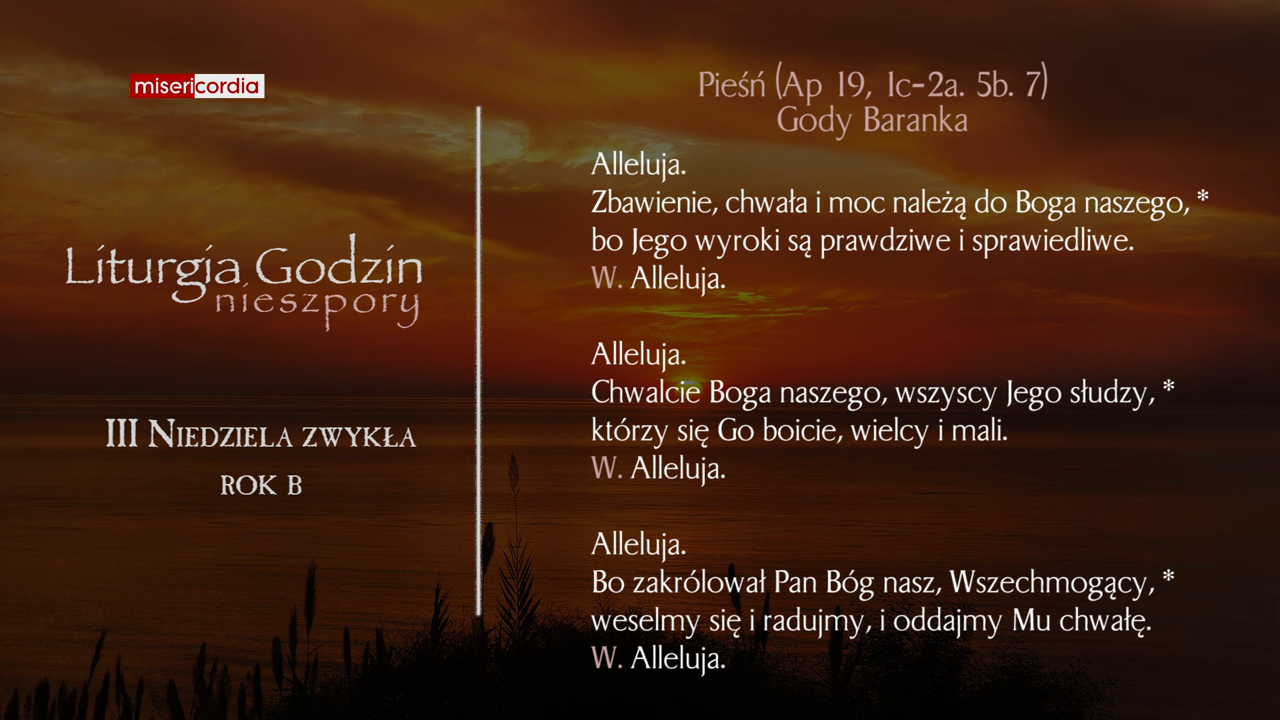 misericordia
Liturgia Godzin
nieszpory
III Niedziela zwykła
rok B
Pieśń (Ap 19, 1c-2a. 5b. 7)
Gody Baranka
Alleluja.
Zbawienie, chwała i moc należą do Boga naszego, *
bo Jego wyroki są prawdziwe i sprawiedliwe.
W. Alleluja.
Alleluja.
Chwalcie Boga naszego, wszyscy Jego słudzy, *
którzy się Go boicie, wielcy i mali.
W. Alleluja.
Alleluja.
Bo zakrólował Pan Bóg nasz, Wszechmogący, *
weselmy się i radujmy, i oddajmy Mu chwałę.
W. Alleluja.